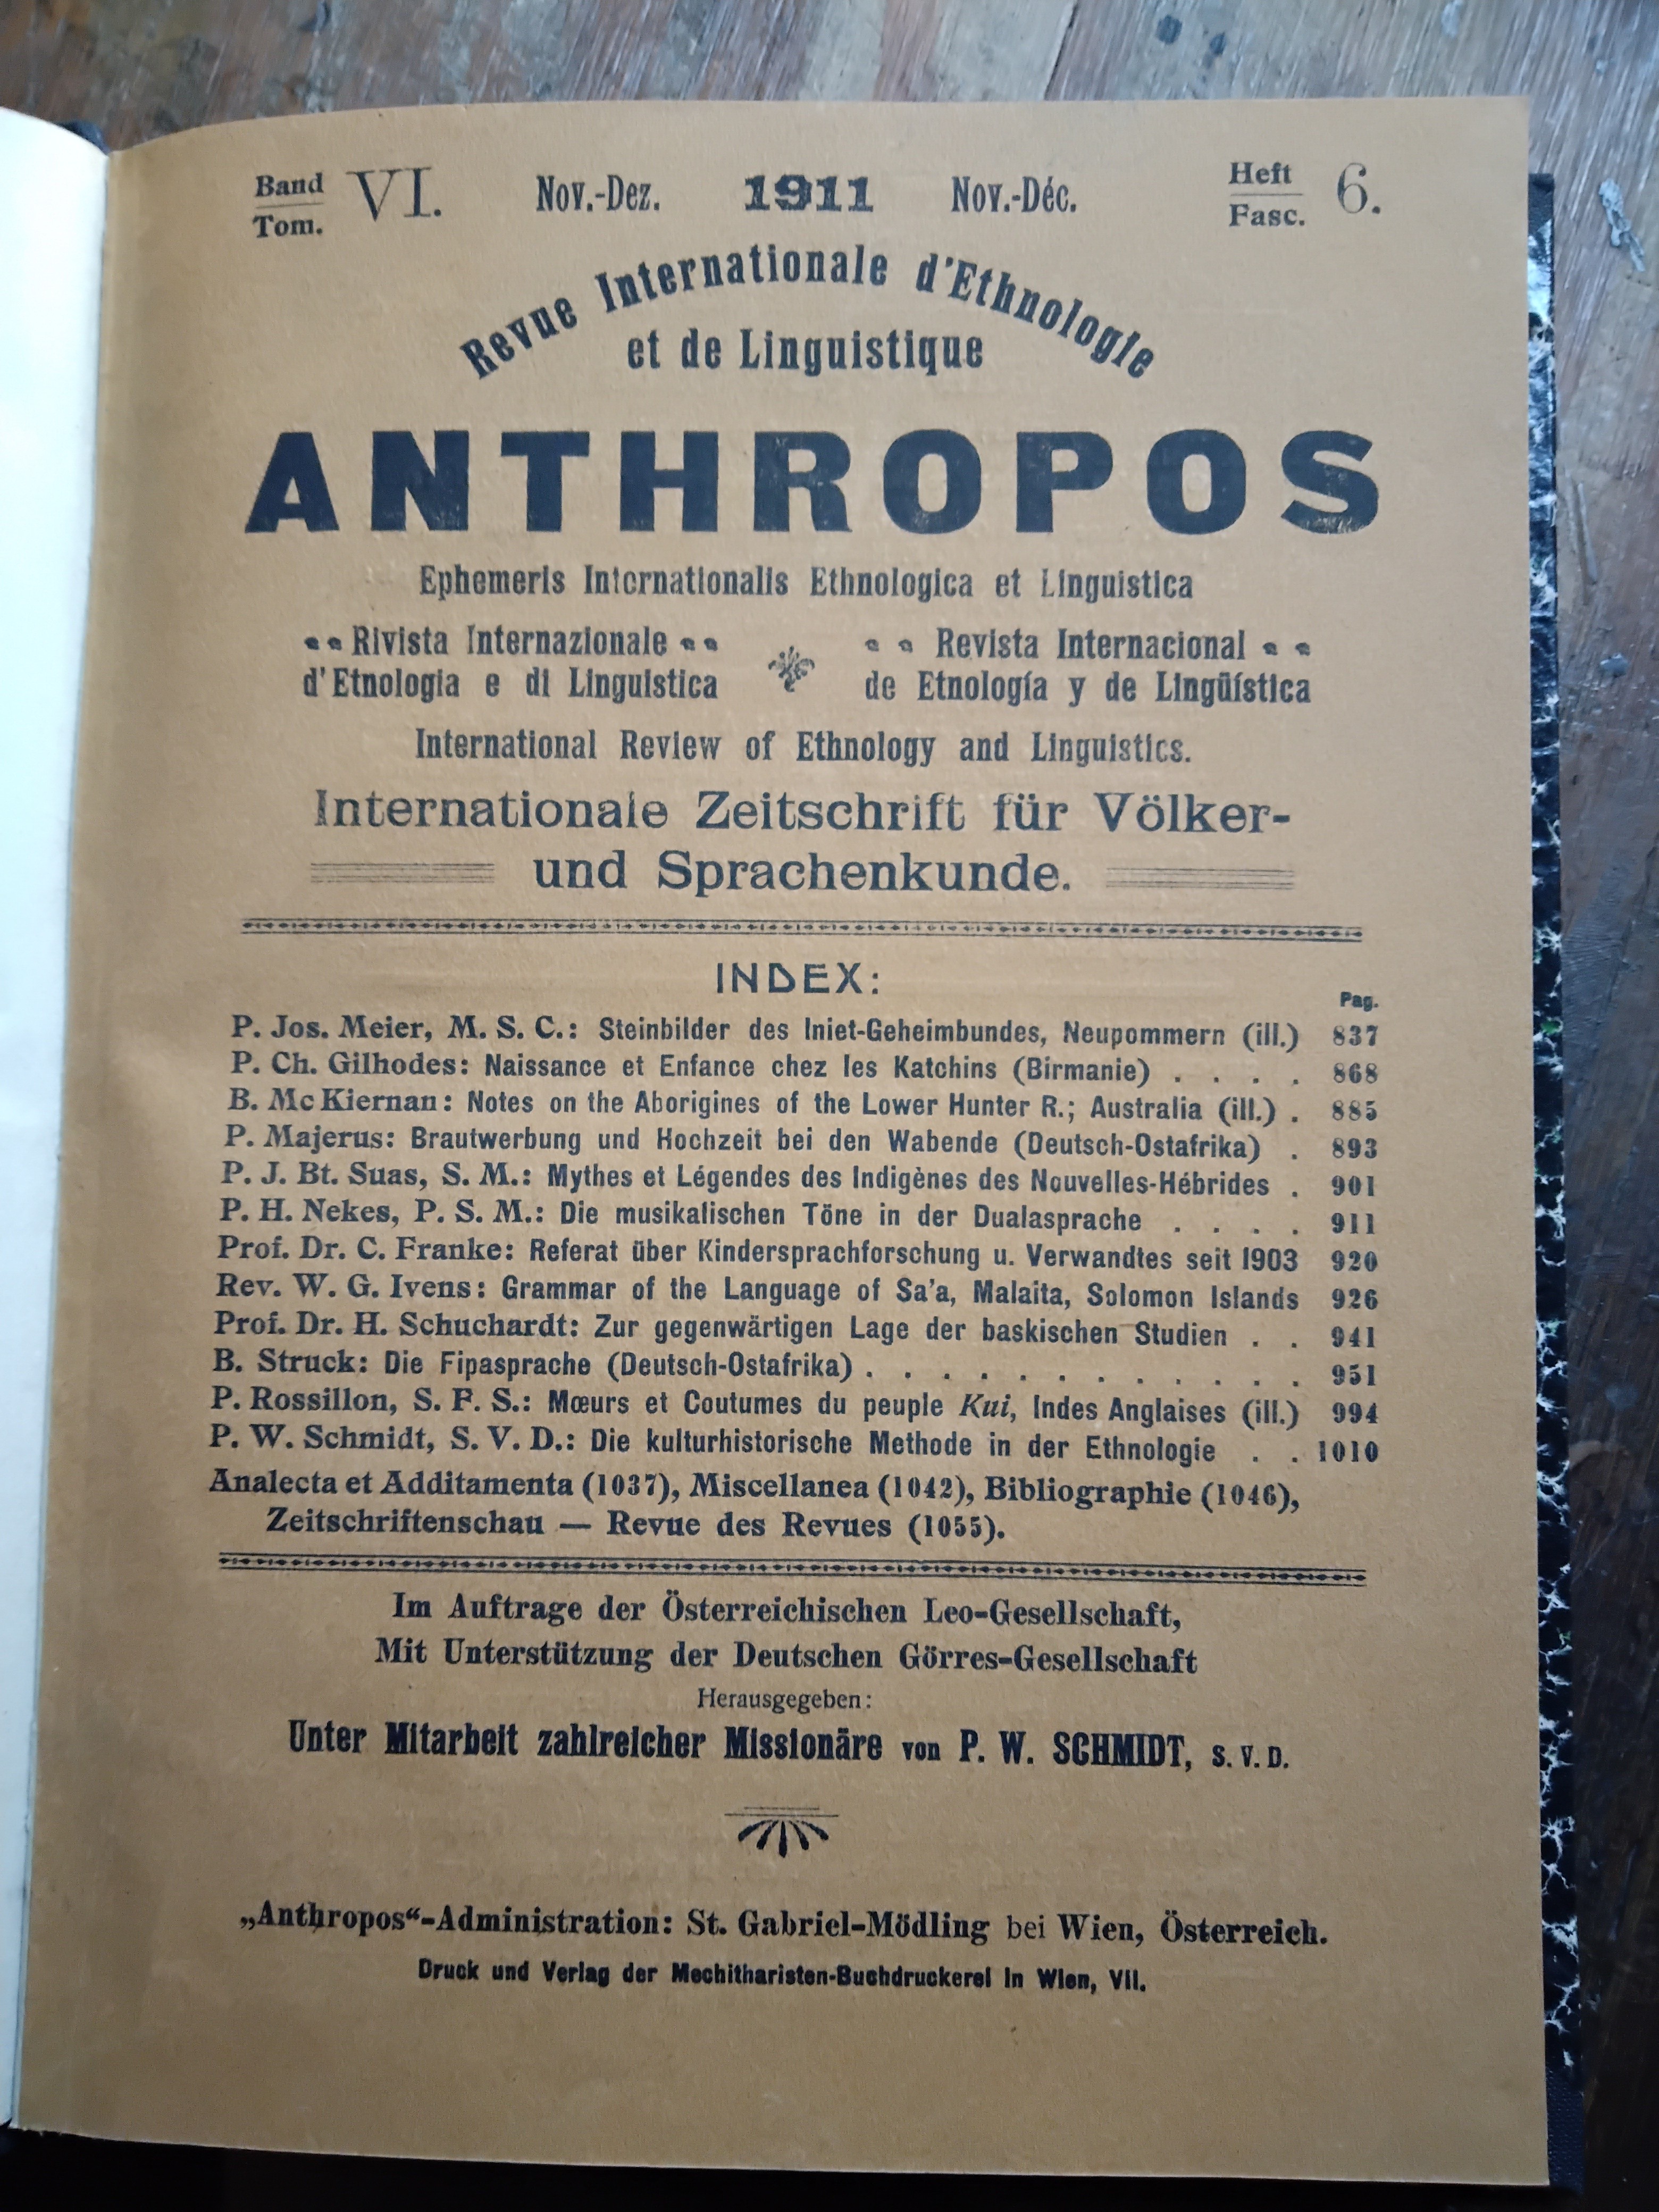 Band Tom. VI. Nov.-Dez. 1911 Nov.-Déc. Heft Fasc. 6.
Revue Internationale d'Ethnologie
et de Linguistique
ANTHROPOS
Ephemeris Internationalis Ethnologica et Linguistica
Rivista Internazionale
d'Etnologia e di Linguistica
Revista Internacional
de Etnología y de Lingüística
International Review of Ethnology and Linguistics.
Internationale Zeitschrift für Völker-
und Sprachenkunde.
INDEX:
Pag.
P. Jos. Meier, M. S. C.: Steinbilder des Iniet-Geheimbundes, Neupommern (ill.) 837
P. Ch. Gilhodes: Naissance et Enfance chez les Katchins (Birmanie) . . . . 868
B. Mc Kiernan: Notes on the Aborigines of the Lower Hunter R.; Australia (ill.) . 885
P. Majerus: Brautwerbung und Hochzeit bei den Wabende (Deutsch-Ostafrika) . 893
P. J. Bt. Suas, S. M.: Mythes et Légendes des Indigènes des Nouvelles-Hébrides . 901
P. H. Nekes, P. S. M.: Die musikalischen Töne in der Dualasprache . . . . 911
Prof. Dr. C. Franke: Referat über Kindersprachforschung u. Verwandtes seit 1903 920
Rev. W. G. Ivens: Grammar of the Language of Sa'a, Malaita, Solomon Islands 926
Prof. Dr. H. Schuchardt: Zur gegenwärtigen Lage der baskischen Studien . . 941
B. Struck: Die Fipasprache (Deutsch-Ostafrika) . . . . . . . . . . . . 951
P. Rossillon, S. F. S.: Mœurs et Coutumes du peuple Kui, Indes Anglaises (ill.) 994
P. W. Schmidt, S. V. D.: Die kulturhistorische Methode in der Ethnologie . . 1010
Analecta et Additamenta (1037), Miscellanea (1042), Bibliographie (1046),
Zeitschriftenschau — Revue des Revues (1055).
Im Auftrage der Österreichischen Leo-Gesellschaft,
Mit Unterstützung der Deutschen Görres-Gesellschaft
Herausgegeben:
Unter Mitarbeit zahlreicher Missionäre von P. W. SCHMIDT, S. V. D.
„Anthropos“-Administration: St. Gabriel-Mödling bei Wien, Österreich.
Druck und Verlag der Mechitharisten-Buchdruckerei in Wien, VII.